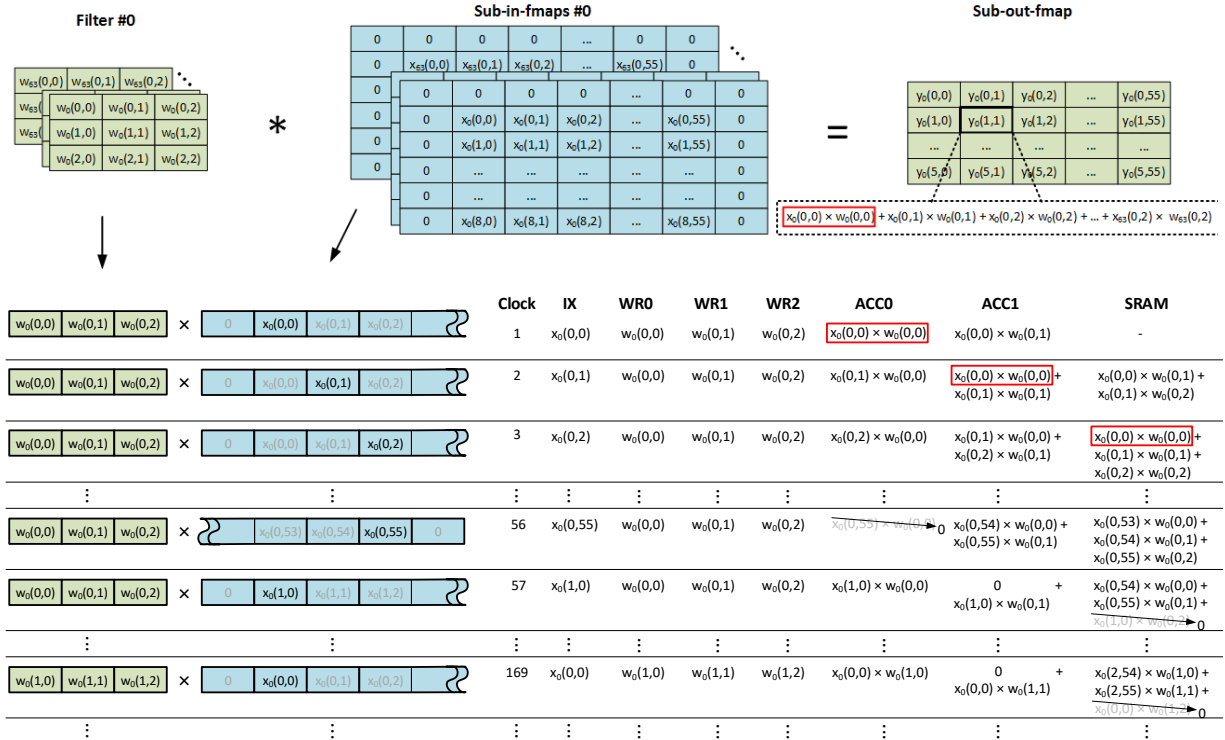 Filter #0
Sub-in-fmaps #0
Sub-out-fmap
w₆₃(0,0) w₆₃(0,1) w₆₃(0,2) ⋱
w₆₃(
w₆₃(
w₀(0,0) w₀(0,1) w₀(0,2)
w₀(1,0) w₀(1,1) w₀(1,2)
w₀(2,0) w₀(2,1) w₀(2,2)
*
0 0 0 0 ... 0 0 ⋱
0 x₆₃(0,0) x₆₃(0,1) x₆₃(0,2) ... x₆₃(0,55) 0
0
0
0
0
0 0 0 0 ... 0 0
0 x₀(0,0) x₀(0,1) x₀(0,2) ... x₀(0,55) 0
0 x₀(1,0) x₀(1,1) x₀(1,2) ... x₀(1,55) 0
0 ... ... ... ... ... 0
0 ... ... ... ... ... 0
0 x₀(8,0) x₀(8,1) x₀(8,2) ... x₀(8,55) 0
=
y₀(0,0) y₀(0,1) y₀(0,2) ... y₀(0,55)
y₀(1,0) y₀(1,1) y₀(1,2) ... y₀(1,55)
... ... ... ... ...
y₀(5,0) y₀(5,1) y₀(5,2) ... y₀(5,55)
x₀(0,0) × w₀(0,0) + x₀(0,1) × w₀(0,1) + x₀(0,2) × w₀(0,2) + ... + x₆₃(0,2) × w₆₃(0,2)
Clock IX WR0 WR1 WR2 ACC0 ACC1 SRAM
w₀(0,0) w₀(0,1) w₀(0,2) × 0 x₀(0,0) x₀(0,1) x₀(0,2) 1 x₀(0,0) w₀(0,0) w₀(0,1) w₀(0,2) x₀(0,0) × w₀(0,0) x₀(0,0) × w₀(0,1) -
w₀(0,0) w₀(0,1) w₀(0,2) × 0 x₀(0,0) x₀(0,1) x₀(0,2) 2 x₀(0,1) w₀(0,0) w₀(0,1) w₀(0,2) x₀(0,1) × w₀(0,0) x₀(0,0) × w₀(0,0) + x₀(0,0) × w₀(0,1) +
x₀(0,1) × w₀(0,1) x₀(0,1) × w₀(0,2)
w₀(0,0) w₀(0,1) w₀(0,2) × 0 x₀(0,0) x₀(0,1) x₀(0,2) 3 x₀(0,2) w₀(0,0) w₀(0,1) w₀(0,2) x₀(0,2) × w₀(0,0) x₀(0,1) × w₀(0,0) + x₀(0,0) × w₀(0,0) +
x₀(0,2) × w₀(0,1) x₀(0,1) × w₀(0,1) +
x₀(0,2) × w₀(0,2)
⋮ ⋮ ⋮ ⋮ ⋮ ⋮ ⋮ ⋮ ⋮ ⋮
w₀(0,0) w₀(0,1) w₀(0,2) × x₀(0,53) x₀(0,54) x₀(0,55) 0 56 x₀(0,55) w₀(0,0) w₀(0,1) w₀(0,2) x₀(0,55) × w₀(0,0) 0 x₀(0,54) × w₀(0,0) + x₀(0,53) × w₀(0,0) +
x₀(0,55) × w₀(0,1) x₀(0,54) × w₀(0,1) +
x₀(0,55) × w₀(0,2)
w₀(0,0) w₀(0,1) w₀(0,2) × 0 x₀(1,0) x₀(1,1) x₀(1,2) 57 x₀(1,0) w₀(0,0) w₀(0,1) w₀(0,2) x₀(1,0) × w₀(0,0) 0 + x₀(0,54) × w₀(0,0) +
x₀(1,0) × w₀(0,1) x₀(0,55) × w₀(0,1) +
x₀(1,0) × w₀(0,2) 0
⋮ ⋮ ⋮ ⋮ ⋮ ⋮ ⋮ ⋮ ⋮ ⋮
w₀(1,0) w₀(1,1) w₀(1,2) × 0 x₀(0,0) x₀(0,1) x₀(0,2) 169 x₀(0,0) w₀(1,0) w₀(1,1) w₀(1,2) x₀(0,0) × w₀(1,0) 0 + x₀(2,54) × w₀(1,0) +
x₀(0,0) × w₀(1,1) x₀(2,55) × w₀(1,1) +
x₀(0,0) × w₀(1,2) 0
⋮ ⋮ ⋮ ⋮ ⋮ ⋮ ⋮ ⋮ ⋮ ⋮